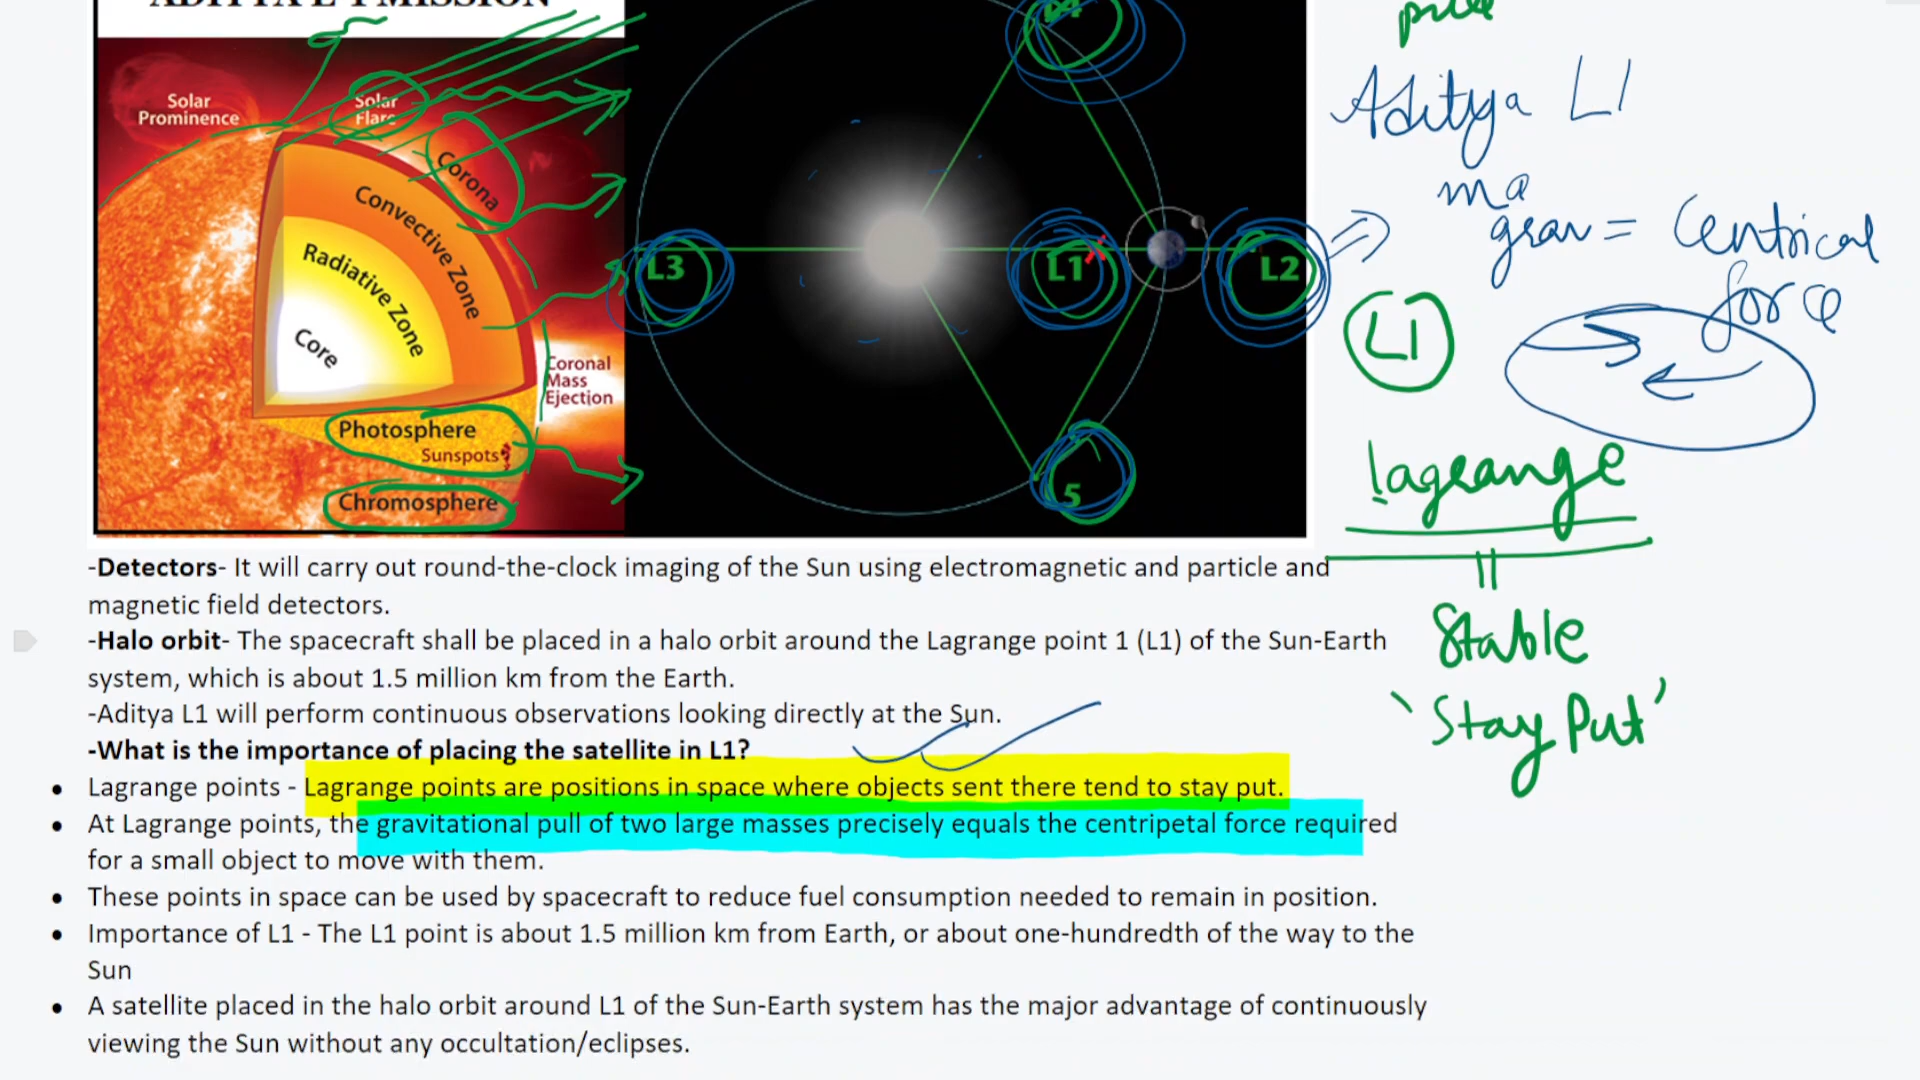 ADITYA L-1 MISSION
Solar
Prominence
Solar
Flare
Corona
Convective Zone
Radiative Zone
Core
Coronal
Mass
Ejection
Photosphere
Sunspots
Chromosphere
L3
L1
L2
5
Aditya L1
grav = Centrical
force
L1
Lagrange
Stable
'Stay Put'
-Detectors- It will carry out round-the-clock imaging of the Sun using electromagnetic and particle and
magnetic field detectors.
-Halo orbit- The spacecraft shall be placed in a halo orbit around the Lagrange point 1 (L1) of the Sun-Earth
system, which is about 1.5 million km from the Earth.
-Aditya L1 will perform continuous observations looking directly at the Sun.
-What is the importance of placing the satellite in L1?
• Lagrange points - Lagrange points are positions in space where objects sent there tend to stay put.
• At Lagrange points, the gravitational pull of two large masses precisely equals the centripetal force required
for a small object to move with them.
• These points in space can be used by spacecraft to reduce fuel consumption needed to remain in position.
• Importance of L1 - The L1 point is about 1.5 million km from Earth, or about one-hundredth of the way to the
Sun
• A satellite placed in the halo orbit around L1 of the Sun-Earth system has the major advantage of continuously
viewing the Sun without any occultation/eclipses.